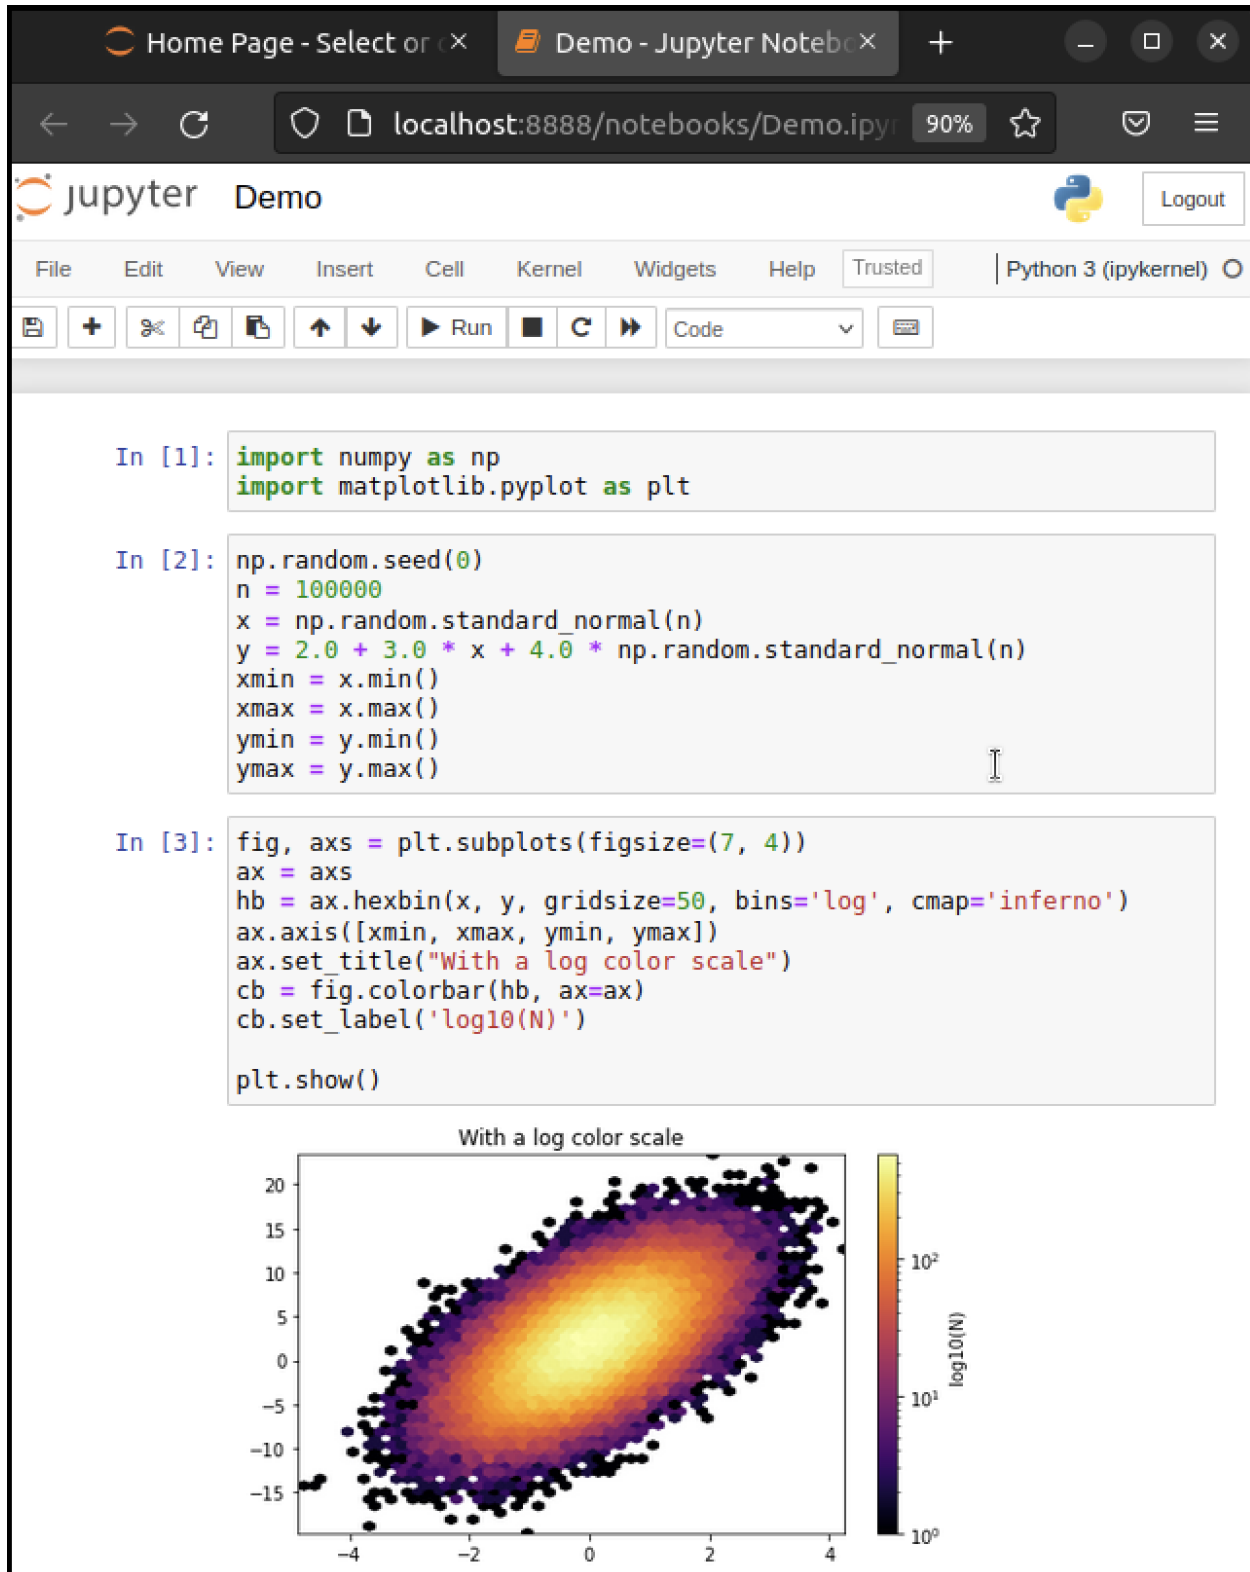 Home Page - Select or
Demo - Jupyter Notebo
localhost:8888/notebooks/Demo.ipy
90%
jupyter Demo
Logout
File Edit View Insert Cell Kernel Widgets Help Trusted Python 3 (ipykernel)
Run Code
In [1]: import numpy as np
import matplotlib.pyplot as plt
In [2]: np.random.seed(0)
n = 100000
x = np.random.standard_normal(n)
y = 2.0 + 3.0 * x + 4.0 * np.random.standard_normal(n)
xmin = x.min()
xmax = x.max()
ymin = y.min()
ymax = y.max()
In [3]: fig, axs = plt.subplots(figsize=(7, 4))
ax = axs
hb = ax.hexbin(x, y, gridsize=50, bins='log', cmap='inferno')
ax.axis([xmin, xmax, ymin, ymax])
ax.set_title("With a log color scale")
cb = fig.colorbar(hb, ax=ax)
cb.set_label('log10(N)')
plt.show()
With a log color scale
20
15
10
5
0
−5
−10
−15
−4 −2 0 2 4
10²
10¹
10⁰
log10(N)